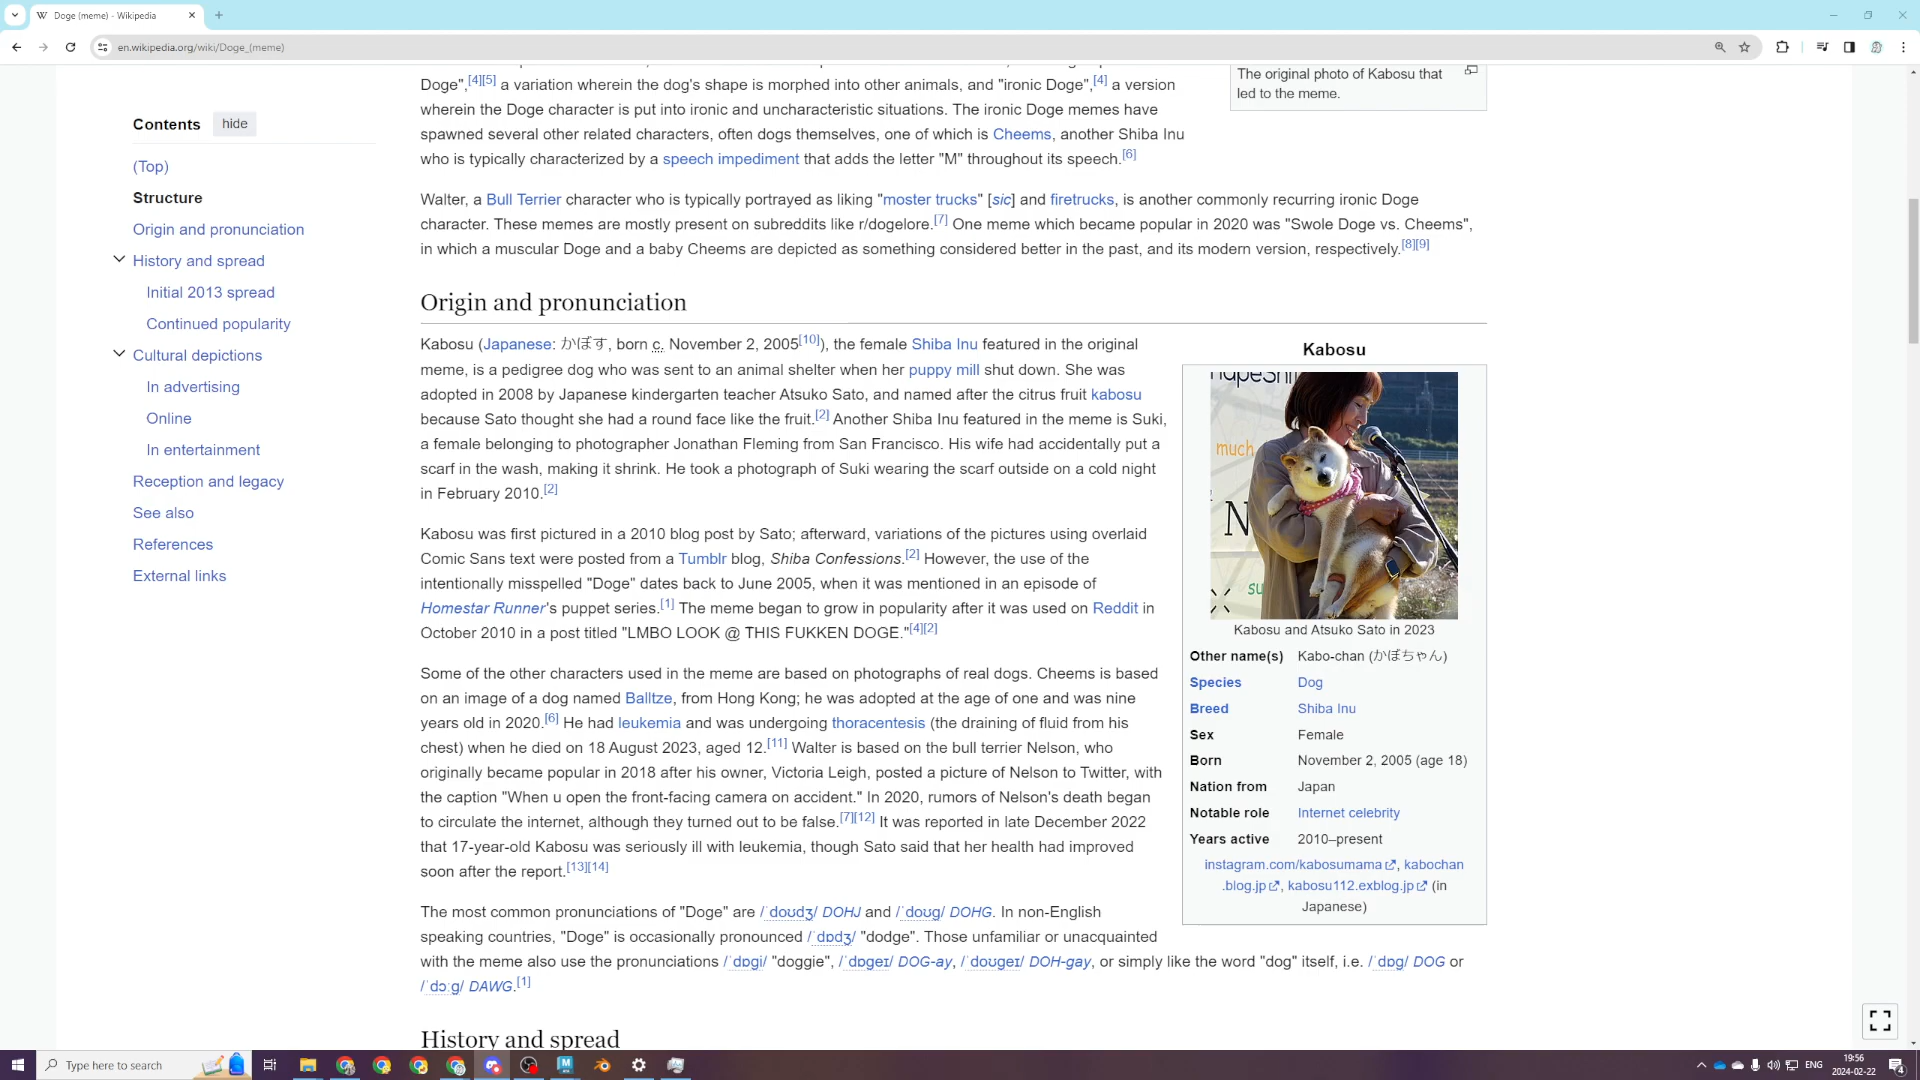 Doge (meme) - Wikipedia
en.wikipedia.org/wiki/Doge_(meme)
Contents hide
(Top)
Structure
Origin and pronunciation
History and spread
Initial 2013 spread
Continued popularity
Cultural depictions
In advertising
Online
In entertainment
Reception and legacy
See also
References
External links
Doge",[4][5] a variation wherein the dog's shape is morphed into other animals, and "ironic Doge",[4] a version
wherein the Doge character is put into ironic and uncharacteristic situations. The ironic Doge memes have
spawned several other related characters, often dogs themselves, one of which is Cheems, another Shiba Inu
who is typically characterized by a speech impediment that adds the letter "M" throughout its speech.[6]
The original photo of Kabosu that
led to the meme.
Walter, a Bull Terrier character who is typically portrayed as liking "moster trucks" [sic] and firetrucks, is another commonly recurring ironic Doge
character. These memes are mostly present on subreddits like r/dogelore.[7] One meme which became popular in 2020 was "Swole Doge vs. Cheems",
in which a muscular Doge and a baby Cheems are depicted as something considered better in the past, and its modern version, respectively.[8][9]
Origin and pronunciation
Kabosu (Japanese: かぼす, born c. November 2, 2005[10]), the female Shiba Inu featured in the original
meme, is a pedigree dog who was sent to an animal shelter when her puppy mill shut down. She was
adopted in 2008 by Japanese kindergarten teacher Atsuko Sato, and named after the citrus fruit kabosu
because Sato thought she had a round face like the fruit.[2] Another Shiba Inu featured in the meme is Suki,
a female belonging to photographer Jonathan Fleming from San Francisco. His wife had accidentally put a
scarf in the wash, making it shrink. He took a photograph of Suki wearing the scarf outside on a cold night
in February 2010.[2]
Kabosu was first pictured in a 2010 blog post by Sato; afterward, variations of the pictures using overlaid
Comic Sans text were posted from a Tumblr blog, Shiba Confessions.[2] However, the use of the
intentionally misspelled "Doge" dates back to June 2005, when it was mentioned in an episode of
Homestar Runner's puppet series.[1] The meme began to grow in popularity after it was used on Reddit in
October 2010 in a post titled "LMBO LOOK @ THIS FUKKEN DOGE."[4][2]
Some of the other characters used in the meme are based on photographs of real dogs. Cheems is based
on an image of a dog named Balltze, from Hong Kong; he was adopted at the age of one and was nine
years old in 2020.[6] He had leukemia and was undergoing thoracentesis (the draining of fluid from his
chest) when he died on 18 August 2023, aged 12.[11] Walter is based on the bull terrier Nelson, who
originally became popular in 2018 after his owner, Victoria Leigh, posted a picture of Nelson to Twitter, with
the caption "When u open the front-facing camera on accident." In 2020, rumors of Nelson's death began
to circulate the internet, although they turned out to be false.[7][12] It was reported in late December 2022
that 17-year-old Kabosu was seriously ill with leukemia, though Sato said that her health had improved
soon after the report.[13][14]
The most common pronunciations of "Doge" are /ˈdoʊdʒ/ DOHJ and /ˈdoʊɡ/ DOHG. In non-English
speaking countries, "Doge" is occasionally pronounced /ˈdɒdʒ/ "dodge". Those unfamiliar or unacquainted
with the meme also use the pronunciations /ˈdɒɡi/ "doggie", /ˈdɒɡeɪ/ DOG-ay, /ˈdoʊɡeɪ/ DOH-gay, or simply like the word "dog" itself, i.e. /ˈdɒɡ/ DOG or
/ˈdɔːɡ/ DAWG.[1]
History and spread
Kabosu
much
N
su
Kabosu and Atsuko Sato in 2023
Other name(s) Kabo-chan (かぼちゃん)
Species Dog
Breed Shiba Inu
Sex Female
Born November 2, 2005 (age 18)
Nation from Japan
Notable role Internet celebrity
Years active 2010–present
instagram.com/kabosumama, kabochan
.blog.jp, kabosu112.exblog.jp (in
Japanese)
Type here to search
ENG
19:56
2024-02-22
4